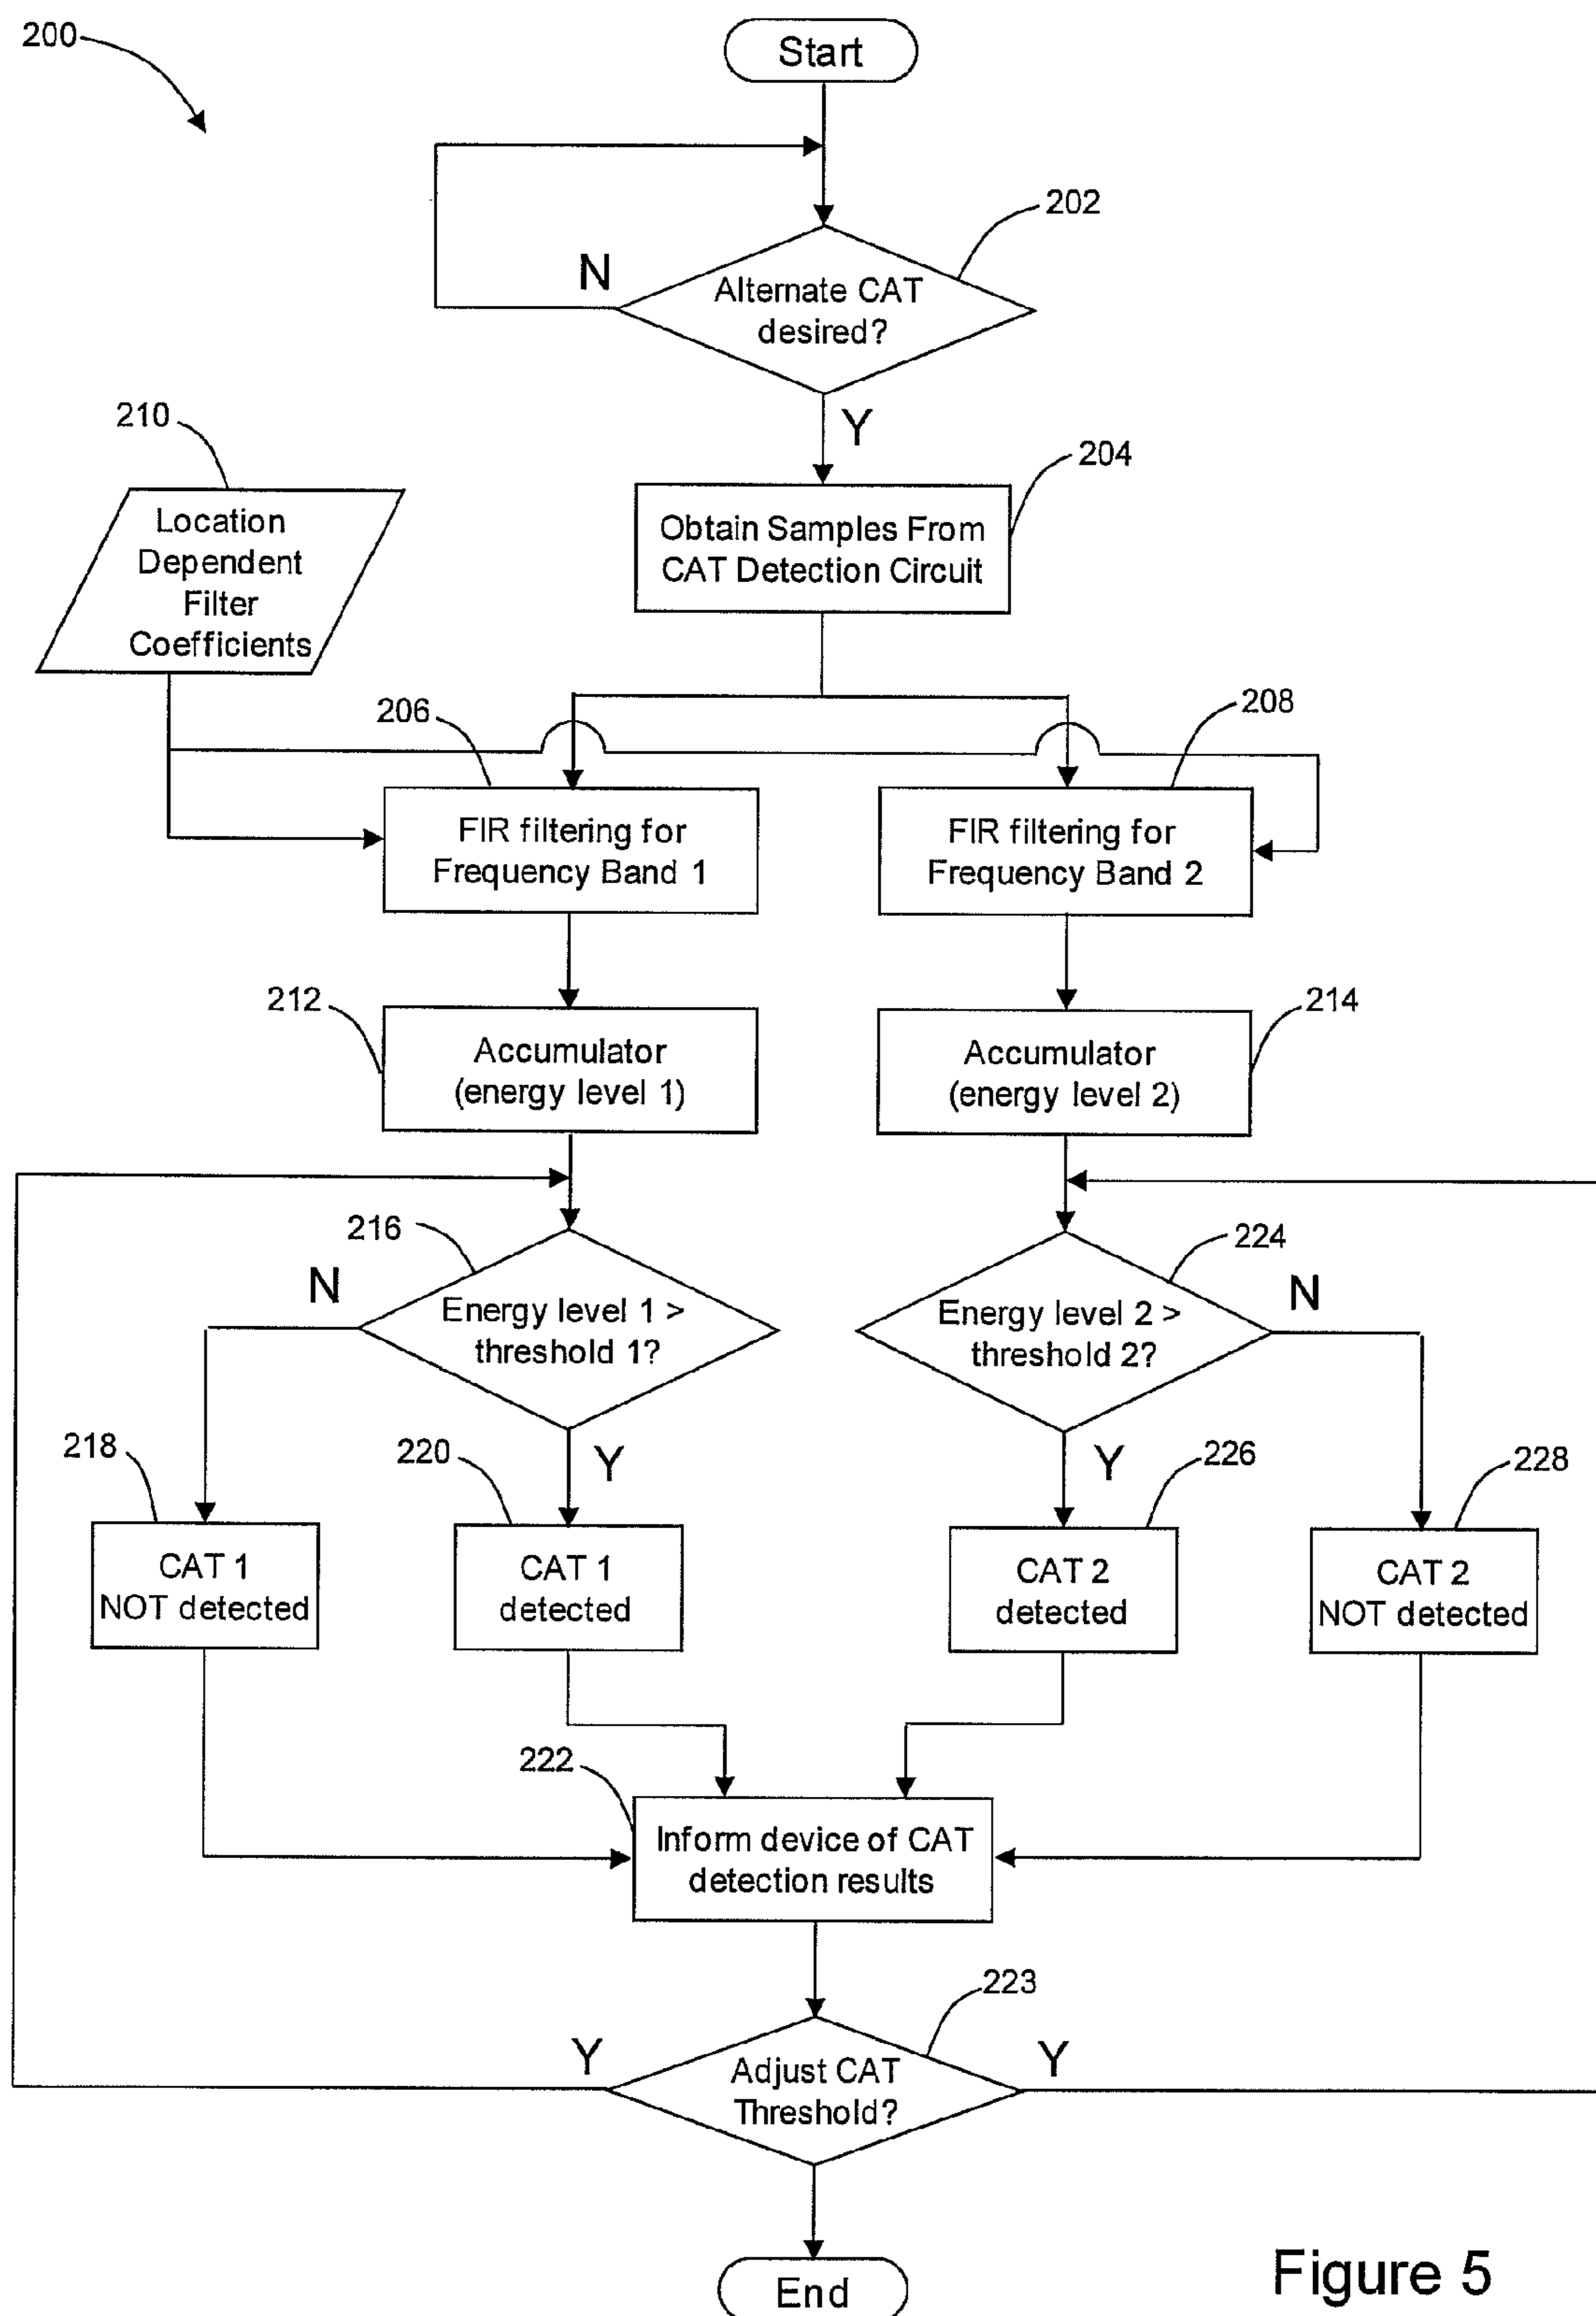 200
Start
202
N
Alternate CAT
desired?
Y
210
204
Location
Dependent
Filter
Coefficients
Obtain Samples From
CAT Detection Circuit
206
208
FIR filtering for
Frequency Band 1
FIR filtering for
Frequency Band 2
212
214
Accumulator
(energy level 1)
Accumulator
(energy level 2)
216
224
N
Energy level 1 >
threshold 1?
Energy level 2 >
threshold 2?
N
218
220
Y
Y
226
228
CAT 1
NOT detected
CAT 1
detected
CAT 2
detected
CAT 2
NOT detected
222
Inform device of CAT
detection results
223
Y
Adjust CAT
Threshold?
Y
End
Figure 5